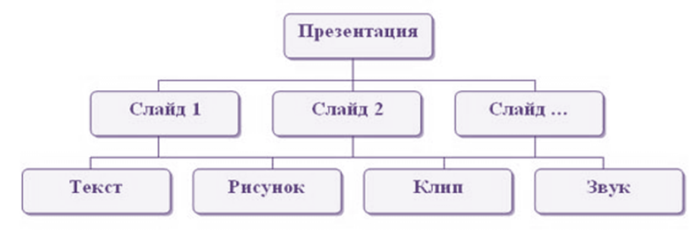 Презентация
Слайд 1
Слайд 2
Слайд ...
Текст
Рисунок
Клип
Звук